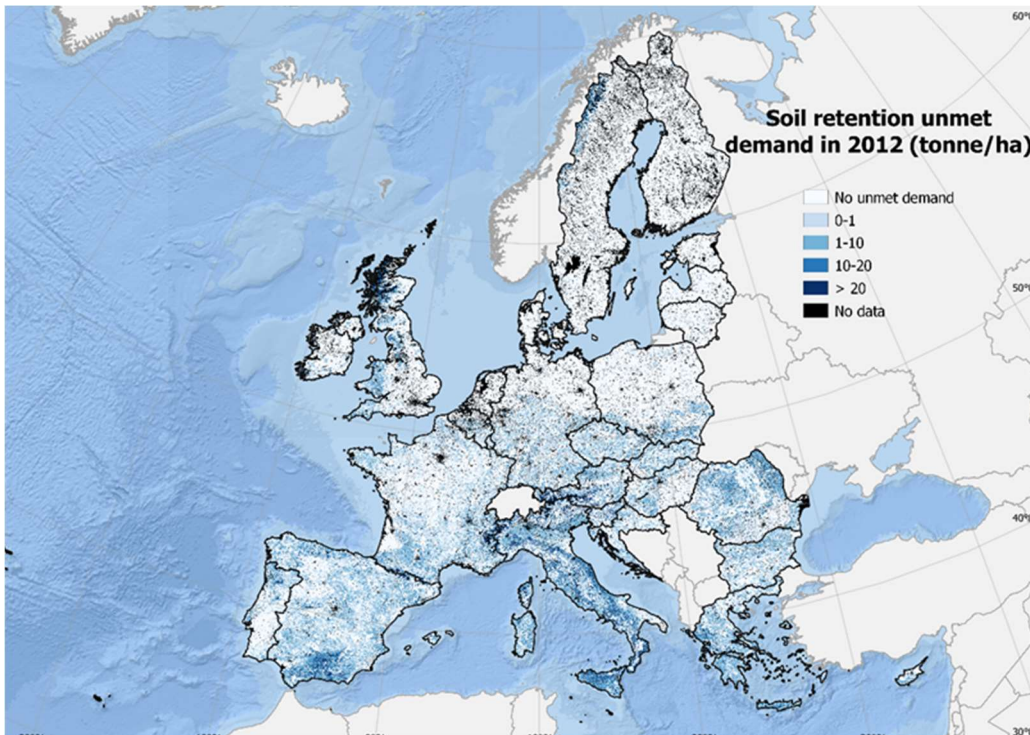 60°
Soil retention unmet
demand in 2012 (tonne/ha)
No unmet demand
0-1
1-10
10-20
> 20
No data
50°
40°
30°